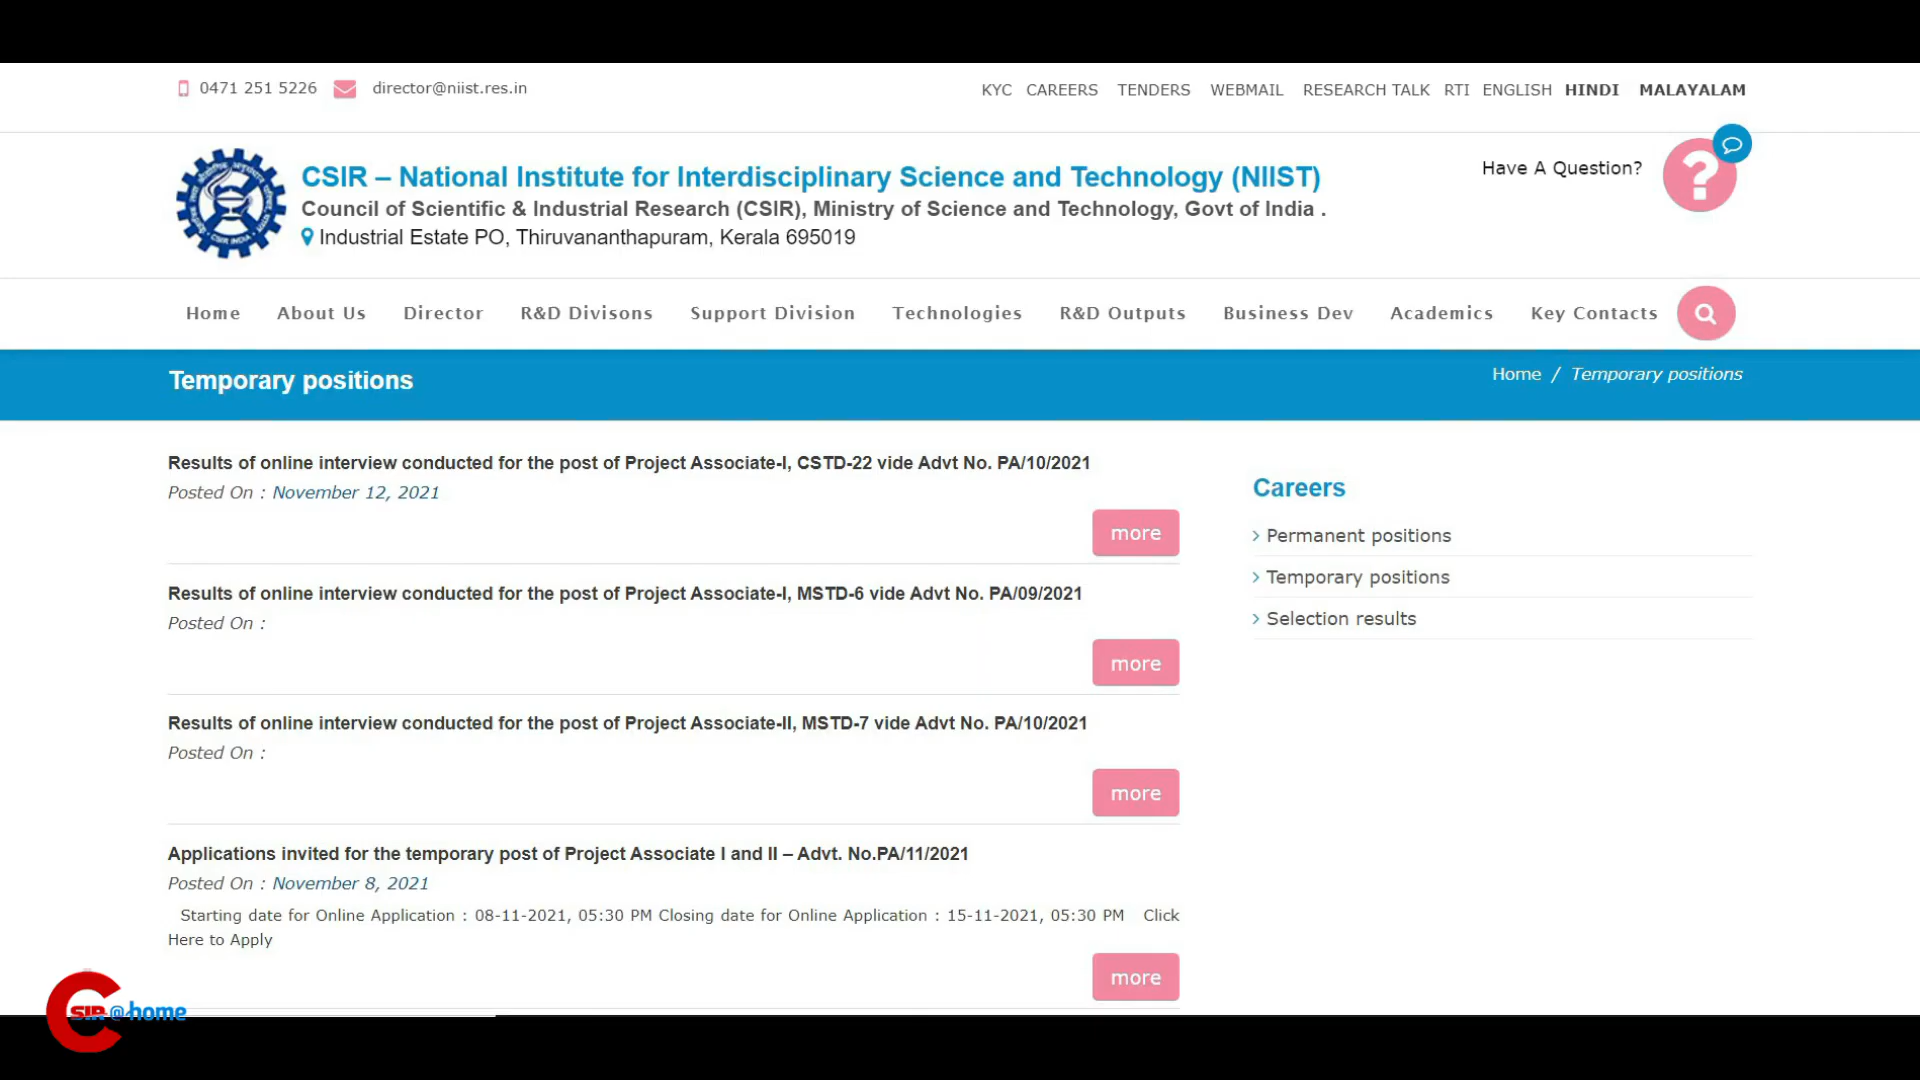 0471 251 5226 director@niist.res.in KYC CAREERS TENDERS WEBMAIL RESEARCH TALK RTI ENGLISH HINDI MALAYALAM
CSIR – National Institute for Interdisciplinary Science and Technology (NIIST)
Council of Scientific & Industrial Research (CSIR), Ministry of Science and Technology, Govt of India .
Industrial Estate PO, Thiruvananthapuram, Kerala 695019
Have A Question?
Home About Us Director R&D Divisons Support Division Technologies R&D Outputs Business Dev Academics Key Contacts
Temporary positions
Home / Temporary positions
Results of online interview conducted for the post of Project Associate-I, CSTD-22 vide Advt No. PA/10/2021
Posted On : November 12, 2021
more
Results of online interview conducted for the post of Project Associate-I, MSTD-6 vide Advt No. PA/09/2021
Posted On :
more
Results of online interview conducted for the post of Project Associate-II, MSTD-7 vide Advt No. PA/10/2021
Posted On :
more
Applications invited for the temporary post of Project Associate I and II – Advt. No.PA/11/2021
Posted On : November 8, 2021
Starting date for Online Application : 08-11-2021, 05:30 PM Closing date for Online Application : 15-11-2021, 05:30 PM Click
Here to Apply
more
Careers
Permanent positions
Temporary positions
Selection results
CSIR@home